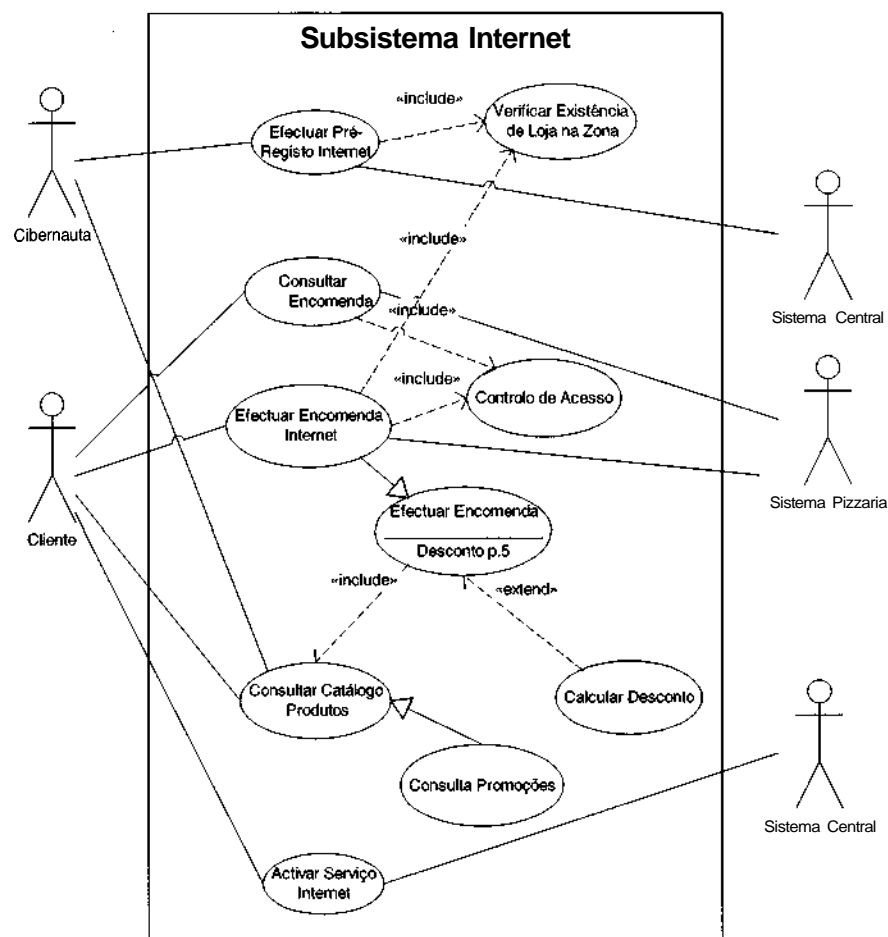 Subsistema Internet
«include»
Verificar Existência
de Loja na Zona
Efectuar Pré-
Registo Internet
Cibernauta
«include»
Sistema Central
Consultar
Encomenda
«include»
«include»
Controlo de Acesso
Efectuar Encomenda
Internet
Sistema Pizzaria
Cliente
Efectuar Encomenda
Desconto p.5
«include»
«extend»
Consultar Catálogo
Produtos
Calcular Desconto
Consulta Promoções
Sistema Central
Activar Serviço
Internet